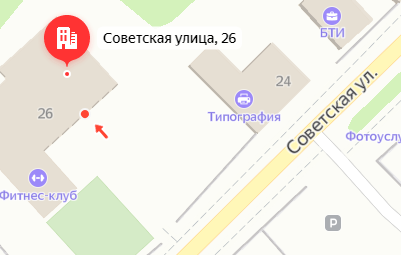 БТИ
Советская улица, 26
24
Типография
26
Советская ул.
Фотоуслу
Фитнес-клуб
P